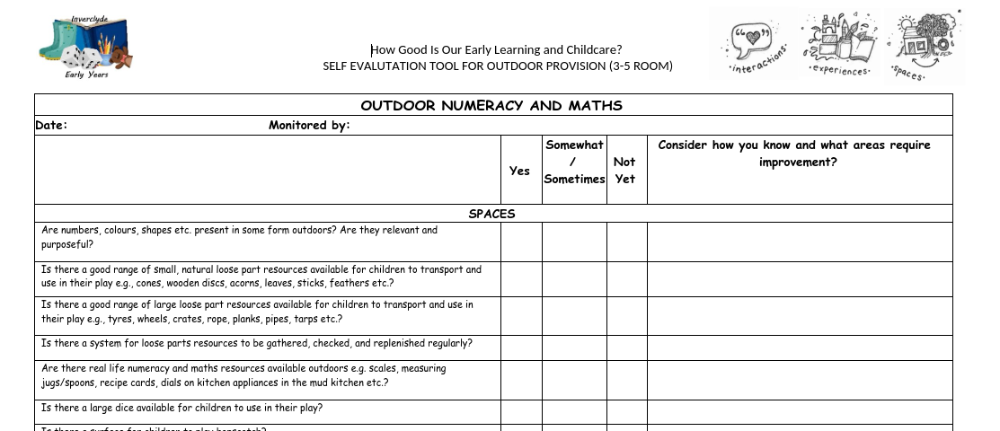 Inverclyde
Early Years
How Good Is Our Early Learning and Childcare?
SELF EVALUTATION TOOL FOR OUTDOOR PROVISION (3-5 ROOM)
·interactions·
·experiences·
·spaces·
OUTDOOR NUMERACY AND MATHS
Date: Monitored by:
Yes
Somewhat
/
Sometimes
Not
Yet
Consider how you know and what areas require
improvement?
SPACES
Are numbers, colours, shapes etc. present in some form outdoors? Are they relevant and
purposeful?
Is there a good range of small, natural loose part resources available for children to transport and
use in their play e.g., cones, wooden discs, acorns, leaves, sticks, feathers etc.?
Is there a good range of large loose part resources available for children to transport and use in
their play e.g., tyres, wheels, crates, rope, planks, pipes, tarps etc.?
Is there a system for loose parts resources to be gathered, checked, and replenished regularly?
Are there real life numeracy and maths resources available outdoors e.g. scales, measuring
jugs/spoons, recipe cards, dials on kitchen appliances in the mud kitchen etc.?
Is there a large dice available for children to use in their play?
Is there a surface for children to play hopscotch?